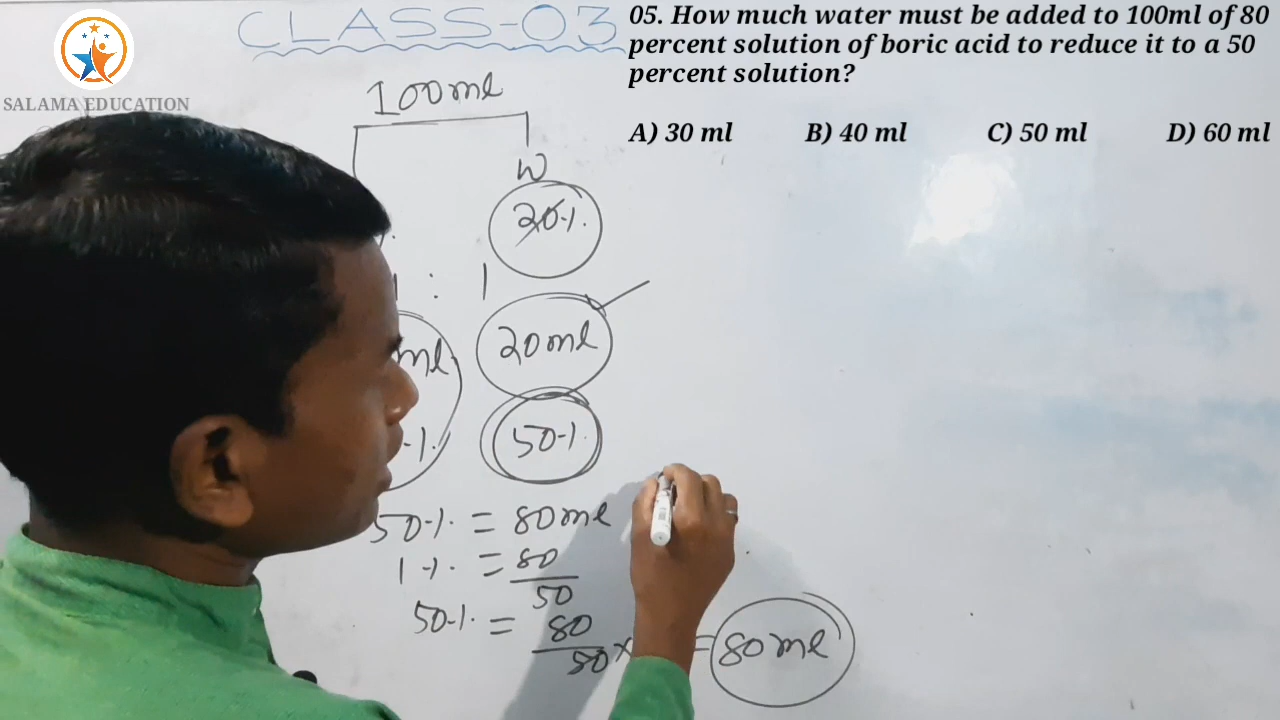 CLASS-03
SALAMA EDUCATION
05. How much water must be added to 100ml of 80
percent solution of boric acid to reduce it to a 50
percent solution?
A) 30 ml B) 40 ml C) 50 ml D) 60 ml
100ml
W
20%
: 1
ml 20ml
%. 50%
50% = 80ml
1% = 80/50
50% = 80/50 × = 80ml